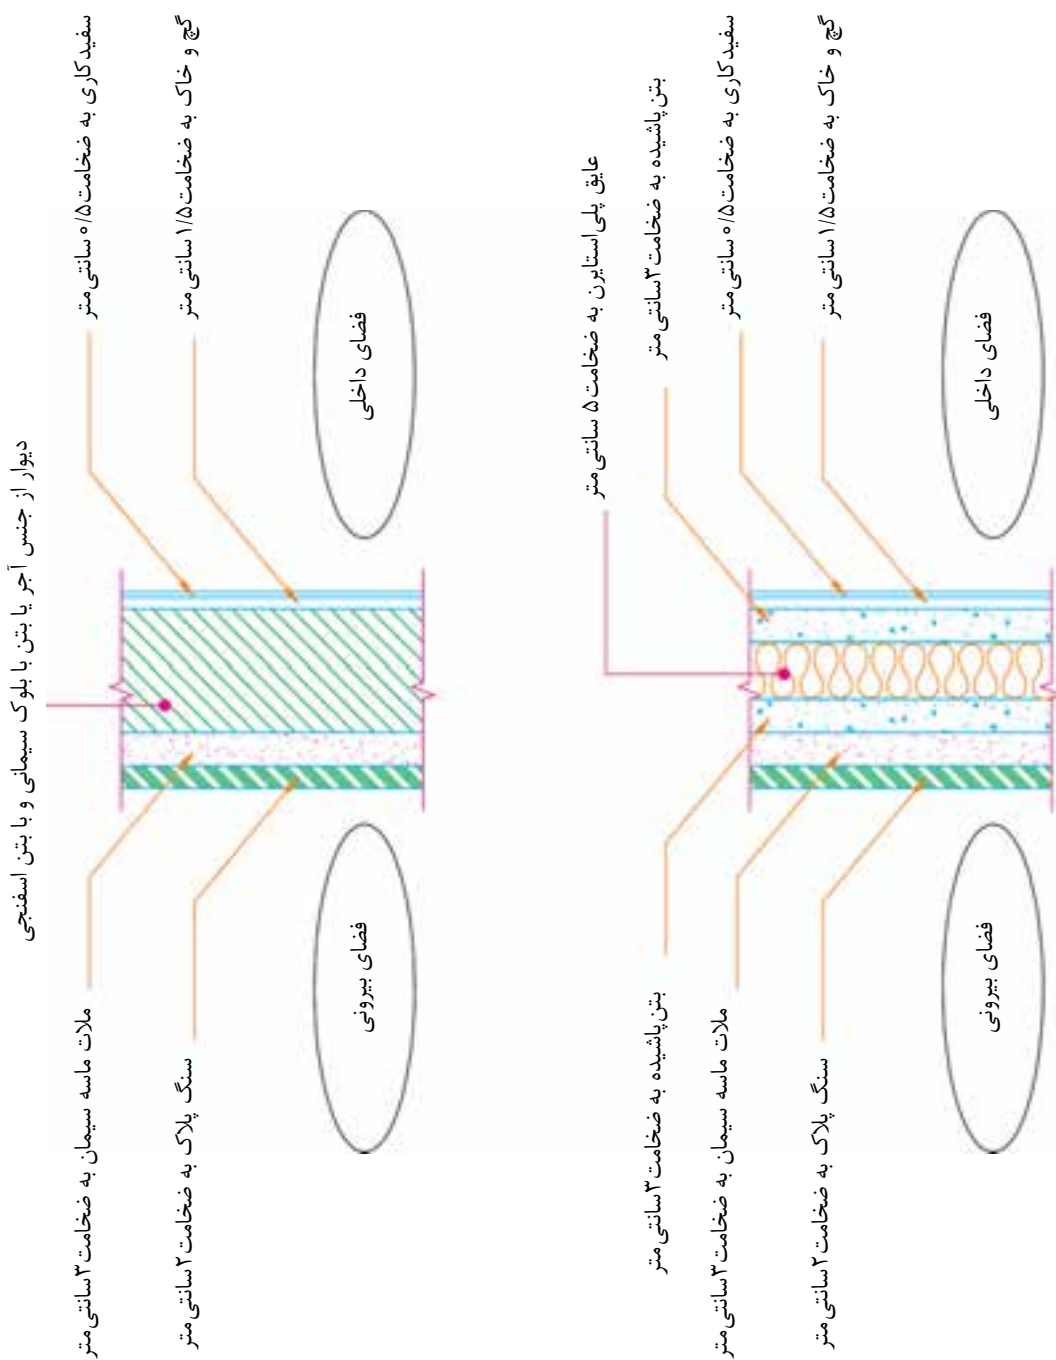 دیوار از جنس آجر یا بتن با بلوک سیمانی و با بتن اسفنجی
سفیدکاری به ضخامت ۰/۵ سانتی‌متر
گچ و خاک به ضخامت ۱/۵ سانتی‌متر
فضای داخلی
ملات ماسه سیمان به ضخامت ۳ سانتی‌متر
سنگ پلاک به ضخامت ۲ سانتی‌متر
فضای بیرونی
عایق پلی‌استایرن به ضخامت ۵ سانتی‌متر
بتن پاشیده به ضخامت ۳ سانتی‌متر
سفیدکاری به ضخامت ۰/۵ سانتی‌متر
گچ و خاک به ضخامت ۱/۵ سانتی‌متر
فضای داخلی
بتن پاشیده به ضخامت ۳ سانتی‌متر
ملات ماسه سیمان به ضخامت ۳ سانتی‌متر
سنگ پلاک به ضخامت ۲ سانتی‌متر
فضای بیرونی